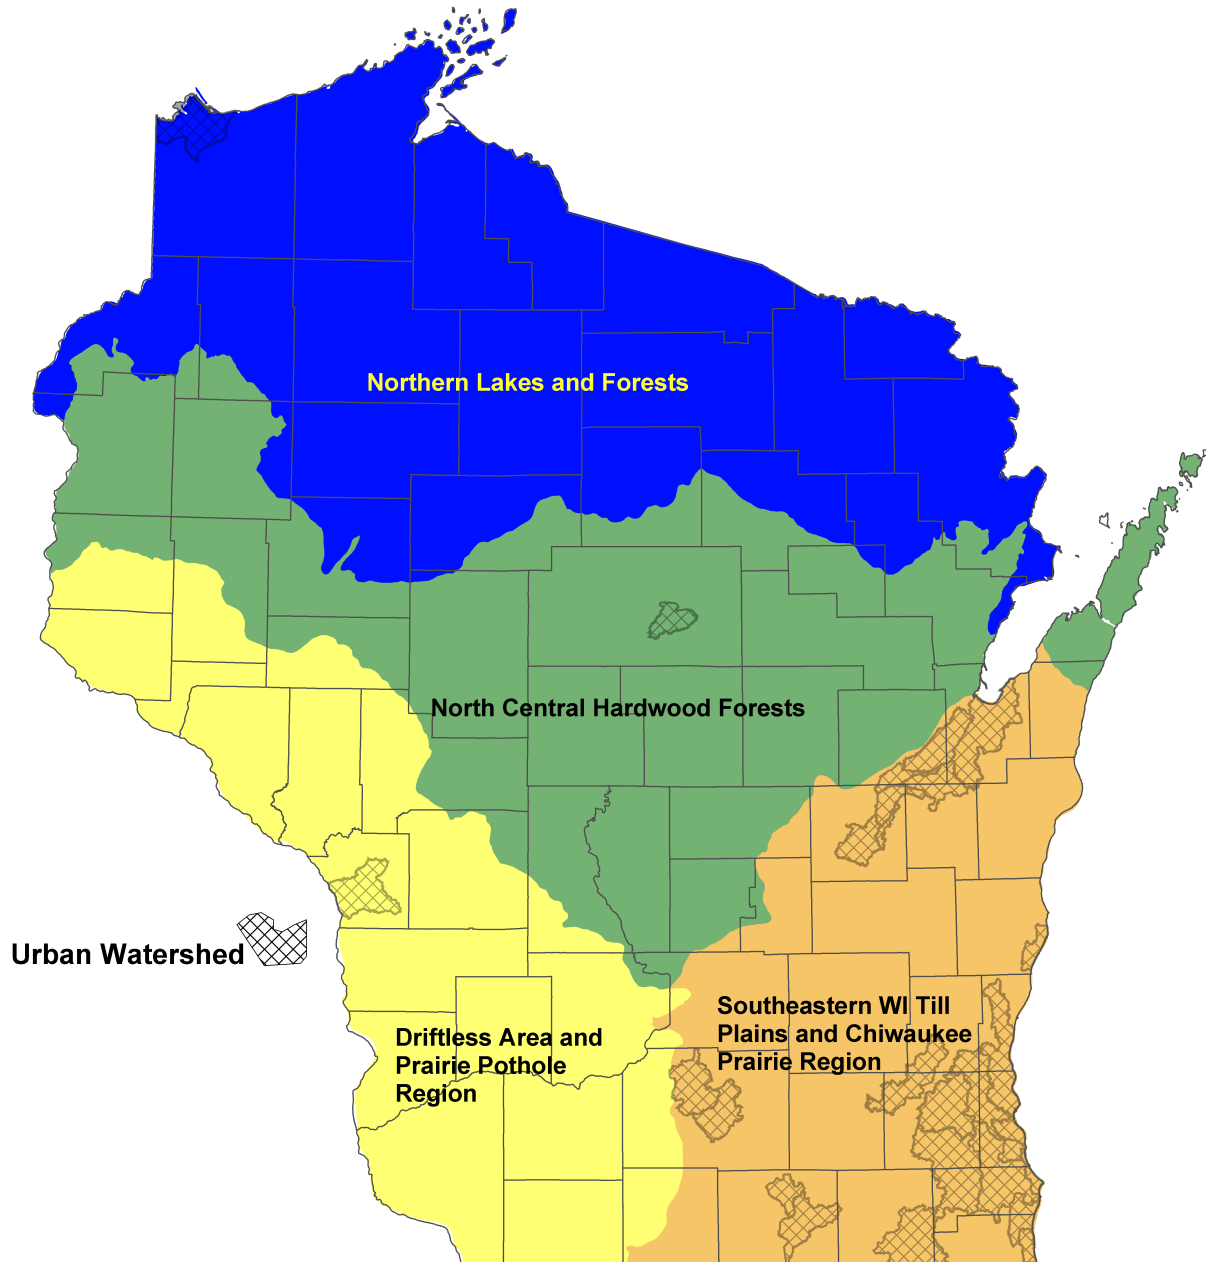 Northern Lakes and Forests
North Central Hardwood Forests
Urban Watershed
Driftless Area and
Prairie Pothole
Region
Southeastern WI Till
Plains and Chiwaukee
Prairie Region